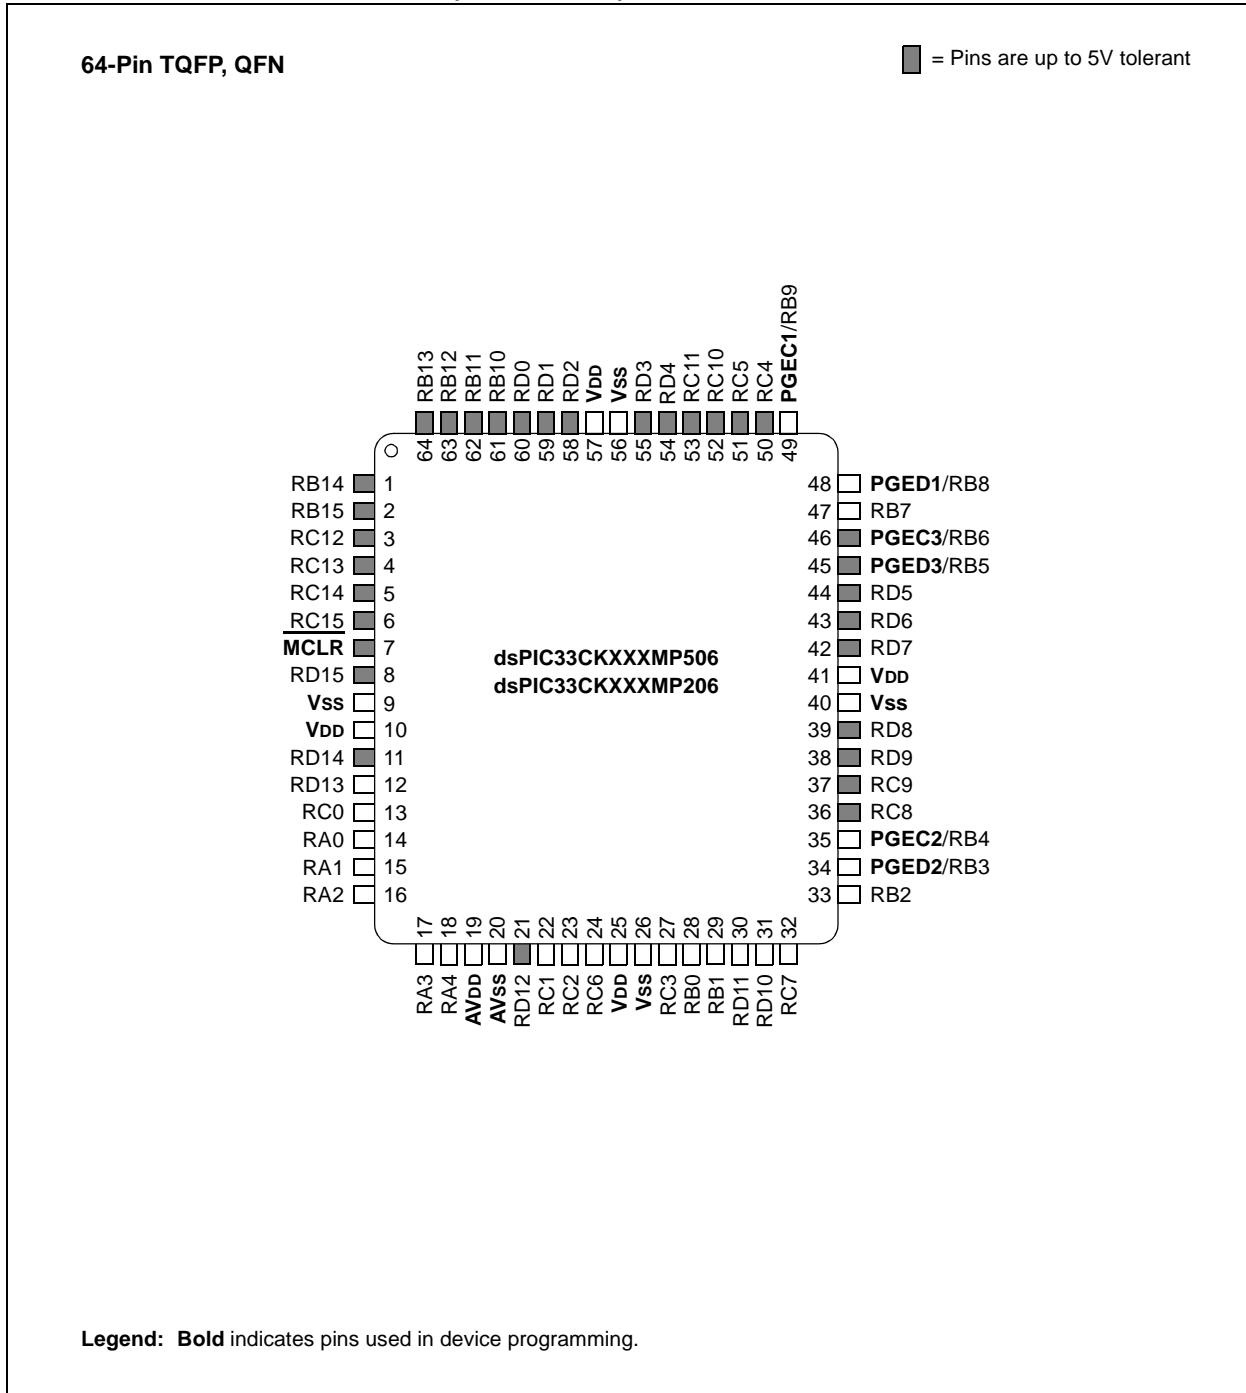 64-Pin TQFP, QFN
= Pins are up to 5V tolerant
RB13
RB12
RB11
RB10
RD0
RD1
RD2
VDD
VSS
RD3
RD4
RC11
RC10
RC5
RC4
PGEC1/RB9
64
63
62
61
60
59
58
57
56
55
54
53
52
51
50
49
RB14 1
RB15 2
RC12 3
RC13 4
RC14 5
RC15 6
MCLR 7
RD15 8
VSS 9
VDD 10
RD14 11
RD13 12
RC0 13
RA0 14
RA1 15
RA2 16
dsPIC33CKXXXMP506
dsPIC33CKXXXMP206
48 PGED1/RB8
47 RB7
46 PGEC3/RB6
45 PGED3/RB5
44 RD5
43 RD6
42 RD7
41 VDD
40 Vss
39 RD8
38 RD9
37 RC9
36 RC8
35 PGEC2/RB4
34 PGED2/RB3
33 RB2
17
18
19
20
21
22
23
24
25
26
27
28
29
30
31
32
RA3
RA4
AVDD
AVSS
RD12
RC1
RC2
RC6
VDD
VSS
RC3
RB0
RB1
RD11
RD10
RC7
Legend: Bold indicates pins used in device programming.